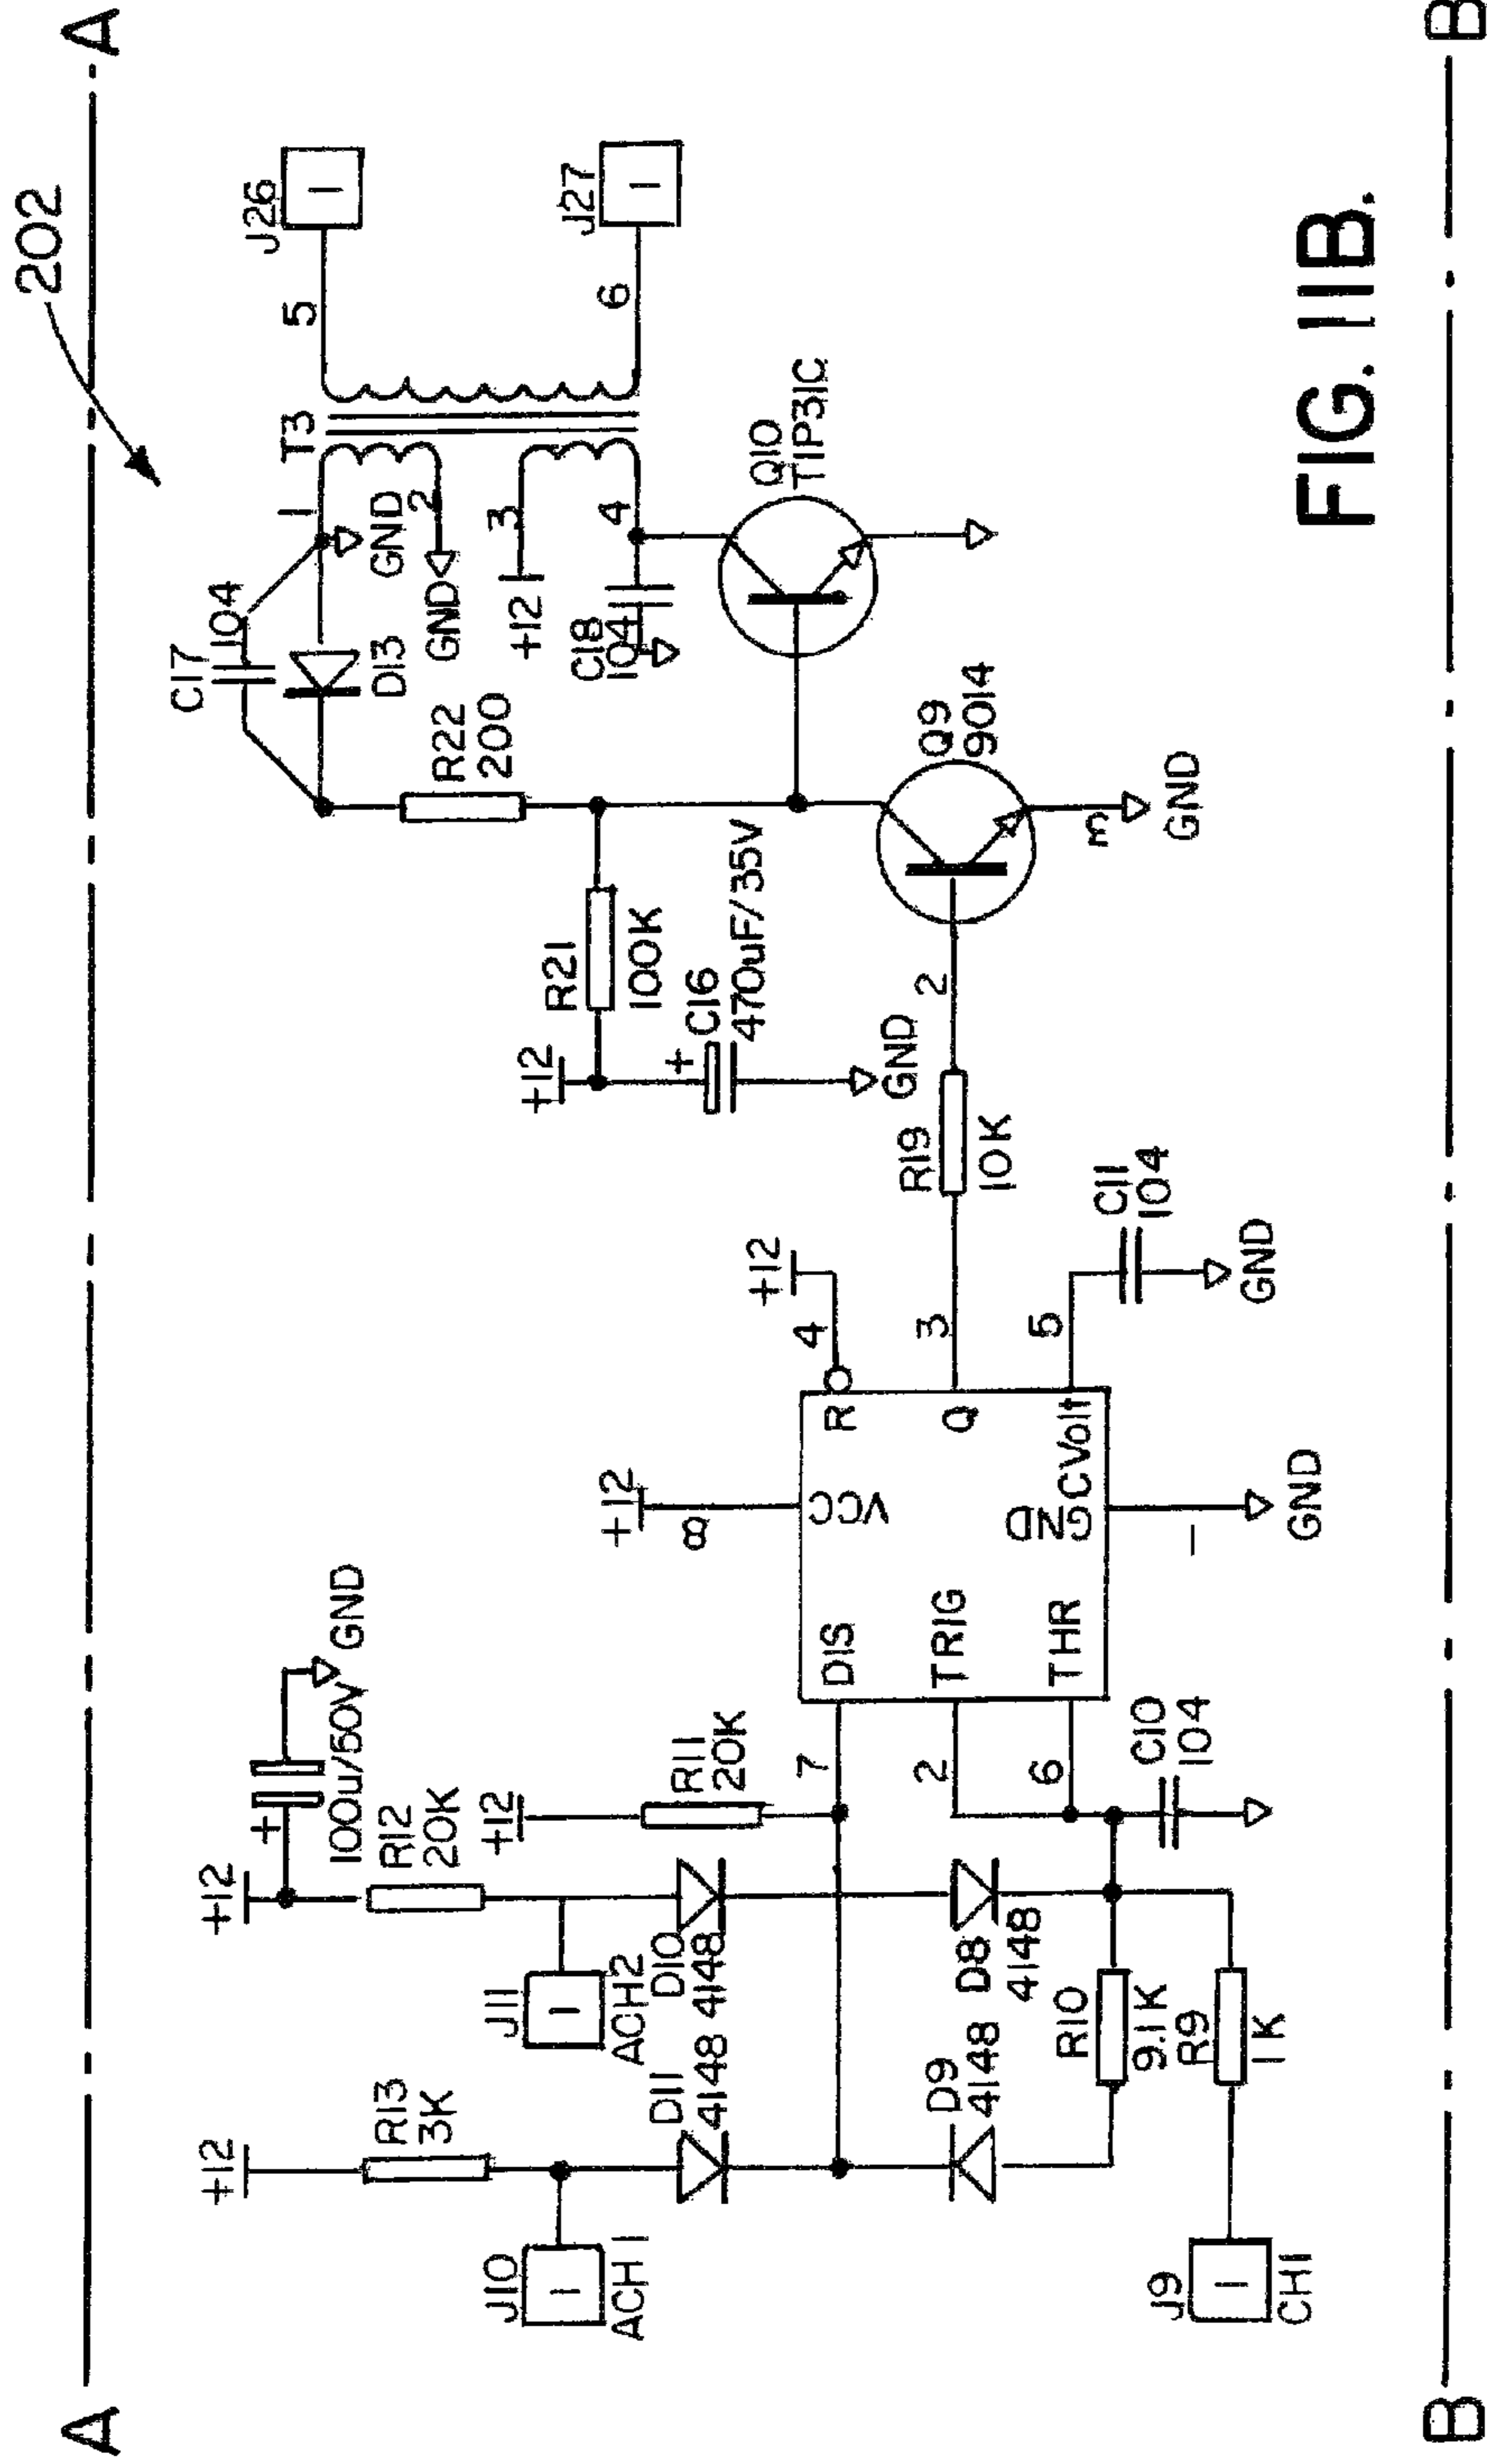 A A
202
C17
104
D13
1
T3
5
J26
1
GND
2
GND
R22
200
+12
3
C18
104
4
6
J27
1
Q10
TIP31C
R21
100K
+12
+
C16
470uF/35V
GND
Q9
9014
2
3
GND
R19
10K
+12
4
3
5
C11
104
GND
+12
8
VCC
R
Q
CVolt
GND
1
GND
DIS
TRIG
THR
7
2
6
C10
104
+12
+
100u/50V
GND
R12
20K
+12
R11
20K
J11
1
ACH2
D10
4148
D8
4148
+12
R13
3K
J10
1
ACH1
D11
4148
D9
4148
R10
9.1K
R9
1K
J9
1
CH1
FIG. 11B.
B B